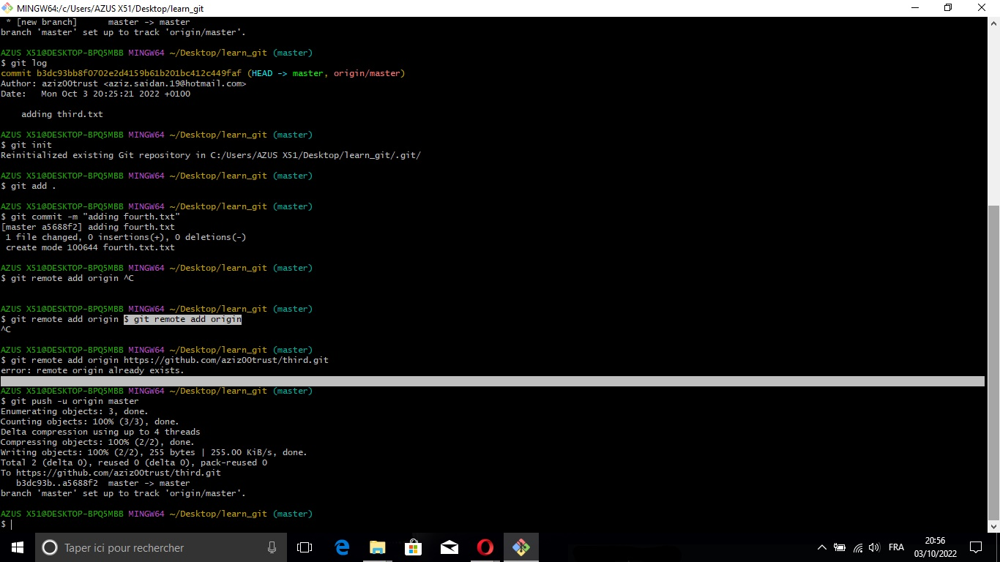 MINGW64:/c/Users/AZUS X51/Desktop/learn_git
* [new branch]      master -> master
branch 'master' set up to track 'origin/master'.
AZUS X51@DESKTOP-BPQ5MBB MINGW64 ~/Desktop/learn_git (master)
$ git log
commit b3dc93bb8f0702e2d4159b61b201bc412c449faf (HEAD -> master, origin/master)
Author: aziz00trust <aziz.saidan.19@hotmail.com>
Date:   Mon Oct 3 20:25:21 2022 +0100
    adding third.txt
AZUS X51@DESKTOP-BPQ5MBB MINGW64 ~/Desktop/learn_git (master)
$ git init
Reinitialized existing Git repository in C:/Users/AZUS X51/Desktop/learn_git/.git/
AZUS X51@DESKTOP-BPQ5MBB MINGW64 ~/Desktop/learn_git (master)
$ git add .
AZUS X51@DESKTOP-BPQ5MBB MINGW64 ~/Desktop/learn_git (master)
$ git commit -m "adding fourth.txt"
[master a5688f2] adding fourth.txt
 1 file changed, 0 insertions(+), 0 deletions(-)
 create mode 100644 fourth.txt.txt
AZUS X51@DESKTOP-BPQ5MBB MINGW64 ~/Desktop/learn_git (master)
$ git remote add origin ^C
AZUS X51@DESKTOP-BPQ5MBB MINGW64 ~/Desktop/learn_git (master)
$ git remote add origin $ git remote add origin
^C
AZUS X51@DESKTOP-BPQ5MBB MINGW64 ~/Desktop/learn_git (master)
$ git remote add origin https://github.com/aziz00trust/third.git
error: remote origin already exists.
AZUS X51@DESKTOP-BPQ5MBB MINGW64 ~/Desktop/learn_git (master)
$ git push -u origin master
Enumerating objects: 3, done.
Counting objects: 100% (3/3), done.
Delta compression using up to 4 threads
Compressing objects: 100% (2/2), done.
Writing objects: 100% (2/2), 255 bytes | 255.00 KiB/s, done.
Total 2 (delta 0), reused 0 (delta 0), pack-reused 0
To https://github.com/aziz00trust/third.git
   b3dc93b..a5688f2  master -> master
branch 'master' set up to track 'origin/master'.
AZUS X51@DESKTOP-BPQ5MBB MINGW64 ~/Desktop/learn_git (master)
$
Taper ici pour rechercher
FRA
20:56
03/10/2022